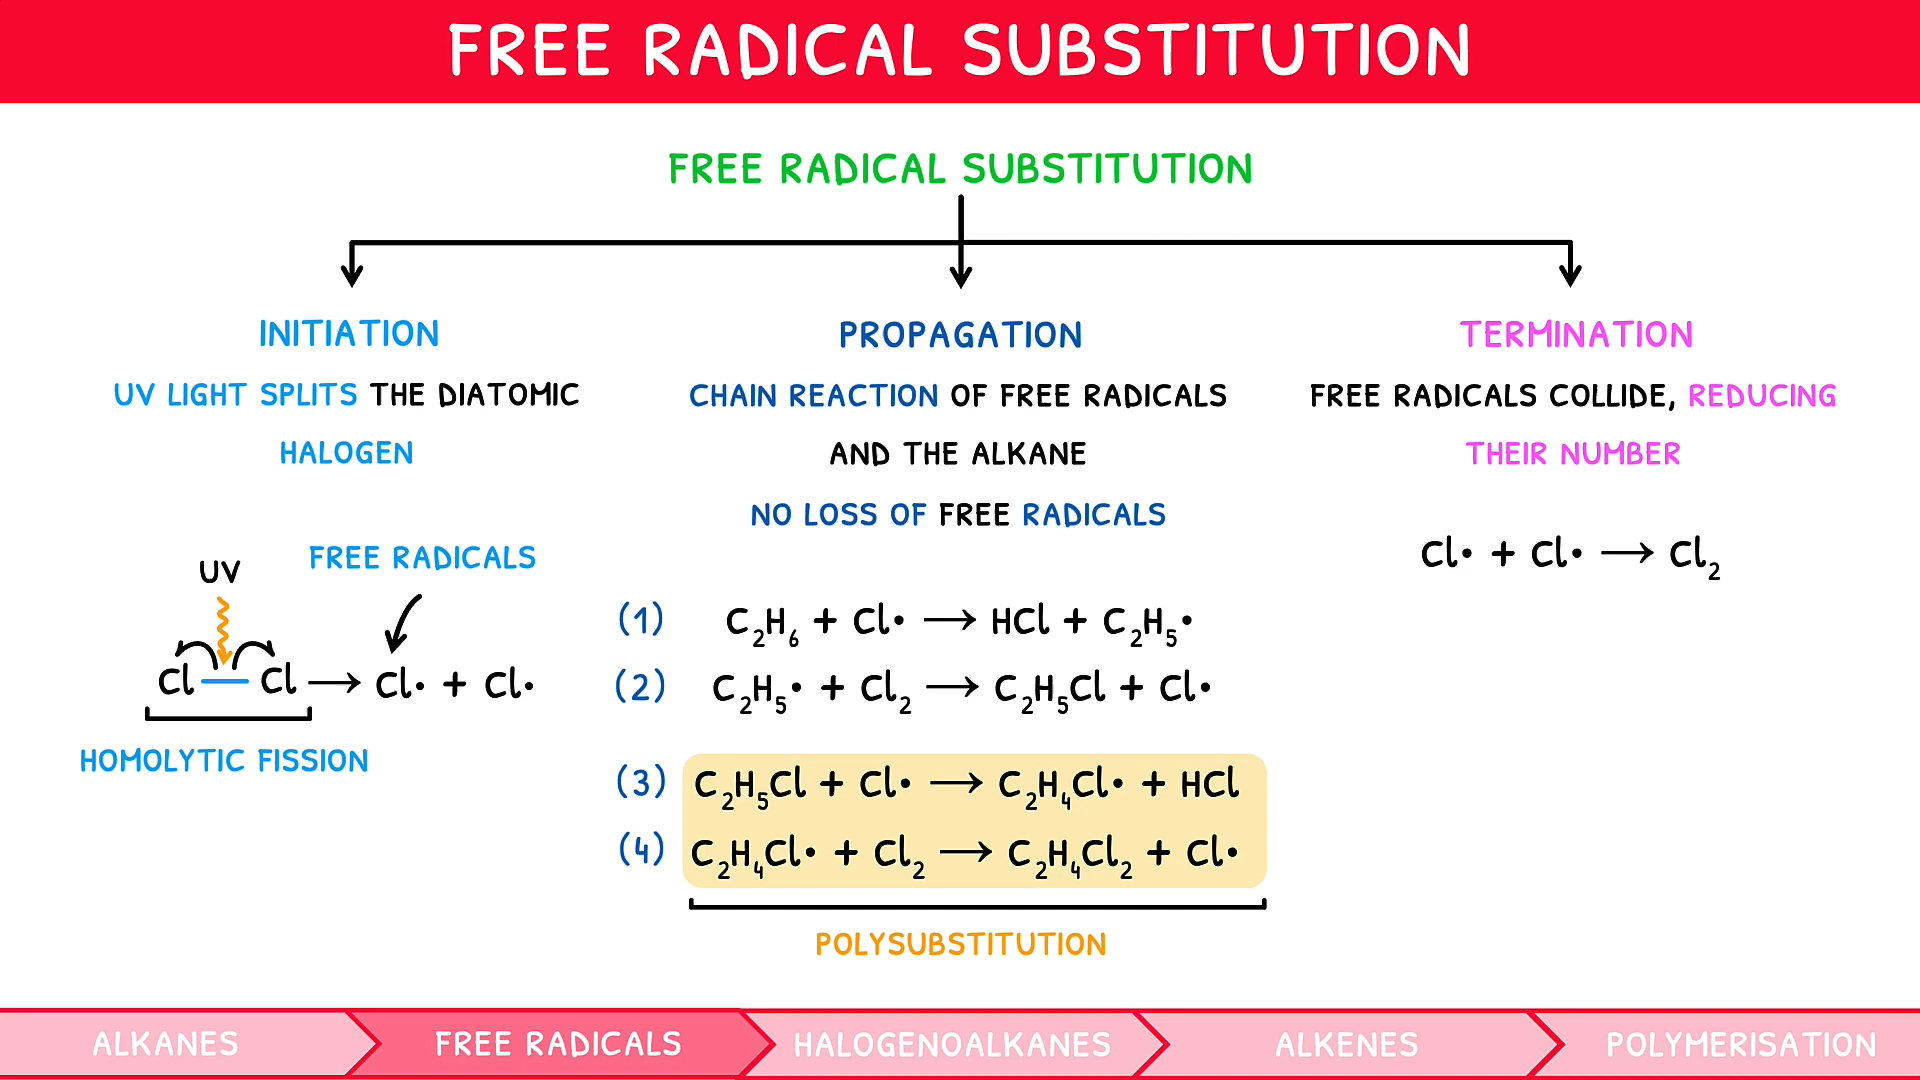 FREE RADICAL SUBSTITUTION
FREE RADICAL SUBSTITUTION
INITIATION
UV LIGHT SPLITS THE DIATOMIC
HALOGEN
UV
FREE RADICALS
Cl—Cl → Cl• + Cl•
HOMOLYTIC FISSION
PROPAGATION
CHAIN REACTION OF FREE RADICALS
AND THE ALKANE
NO LOSS OF FREE RADICALS
(1) C₂H₆ + Cl• → HCl + C₂H₅•
(2) C₂H₅• + Cl₂ → C₂H₅Cl + Cl•
(3) C₂H₅Cl + Cl• → C₂H₄Cl• + HCl
(4) C₂H₄Cl• + Cl₂ → C₂H₄Cl₂ + Cl•
POLYSUBSTITUTION
TERMINATION
FREE RADICALS COLLIDE, REDUCING
THEIR NUMBER
Cl• + Cl• → Cl₂
ALKANES
FREE RADICALS
HALOGENOALKANES
ALKENES
POLYMERISATION